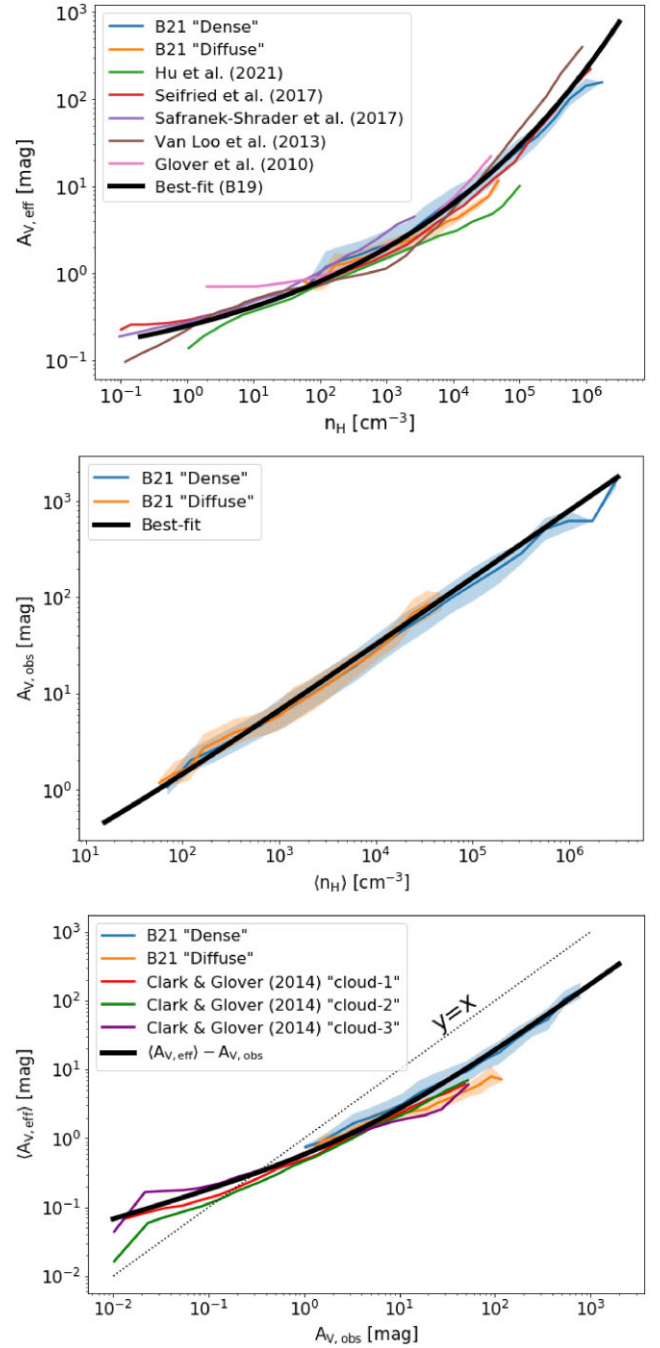 10³
10²
10¹
10⁰
10⁻¹
A_V,eff [mag]
B21 "Dense"
B21 "Diffuse"
Hu et al. (2021)
Seifried et al. (2017)
Safranek-Shrader et al. (2017)
Van Loo et al. (2013)
Glover et al. (2010)
Best-fit (B19)
10⁻¹ 10⁰ 10¹ 10² 10³ 10⁴ 10⁵ 10⁶
n_H [cm⁻³]
10³
10²
10¹
10⁰
A_V,obs [mag]
B21 "Dense"
B21 "Diffuse"
Best-fit
10¹ 10² 10³ 10⁴ 10⁵ 10⁶
⟨n_H⟩ [cm⁻³]
10³
10²
10¹
10⁰
10⁻¹
10⁻²
⟨A_V,eff⟩ [mag]
B21 "Dense"
B21 "Diffuse"
Clark & Glover (2014) "cloud-1"
Clark & Glover (2014) "cloud-2"
Clark & Glover (2014) "cloud-3"
⟨A_V,eff⟩ − A_V,obs
y=x
10⁻² 10⁻¹ 10⁰ 10¹ 10² 10³
A_V,obs [mag]